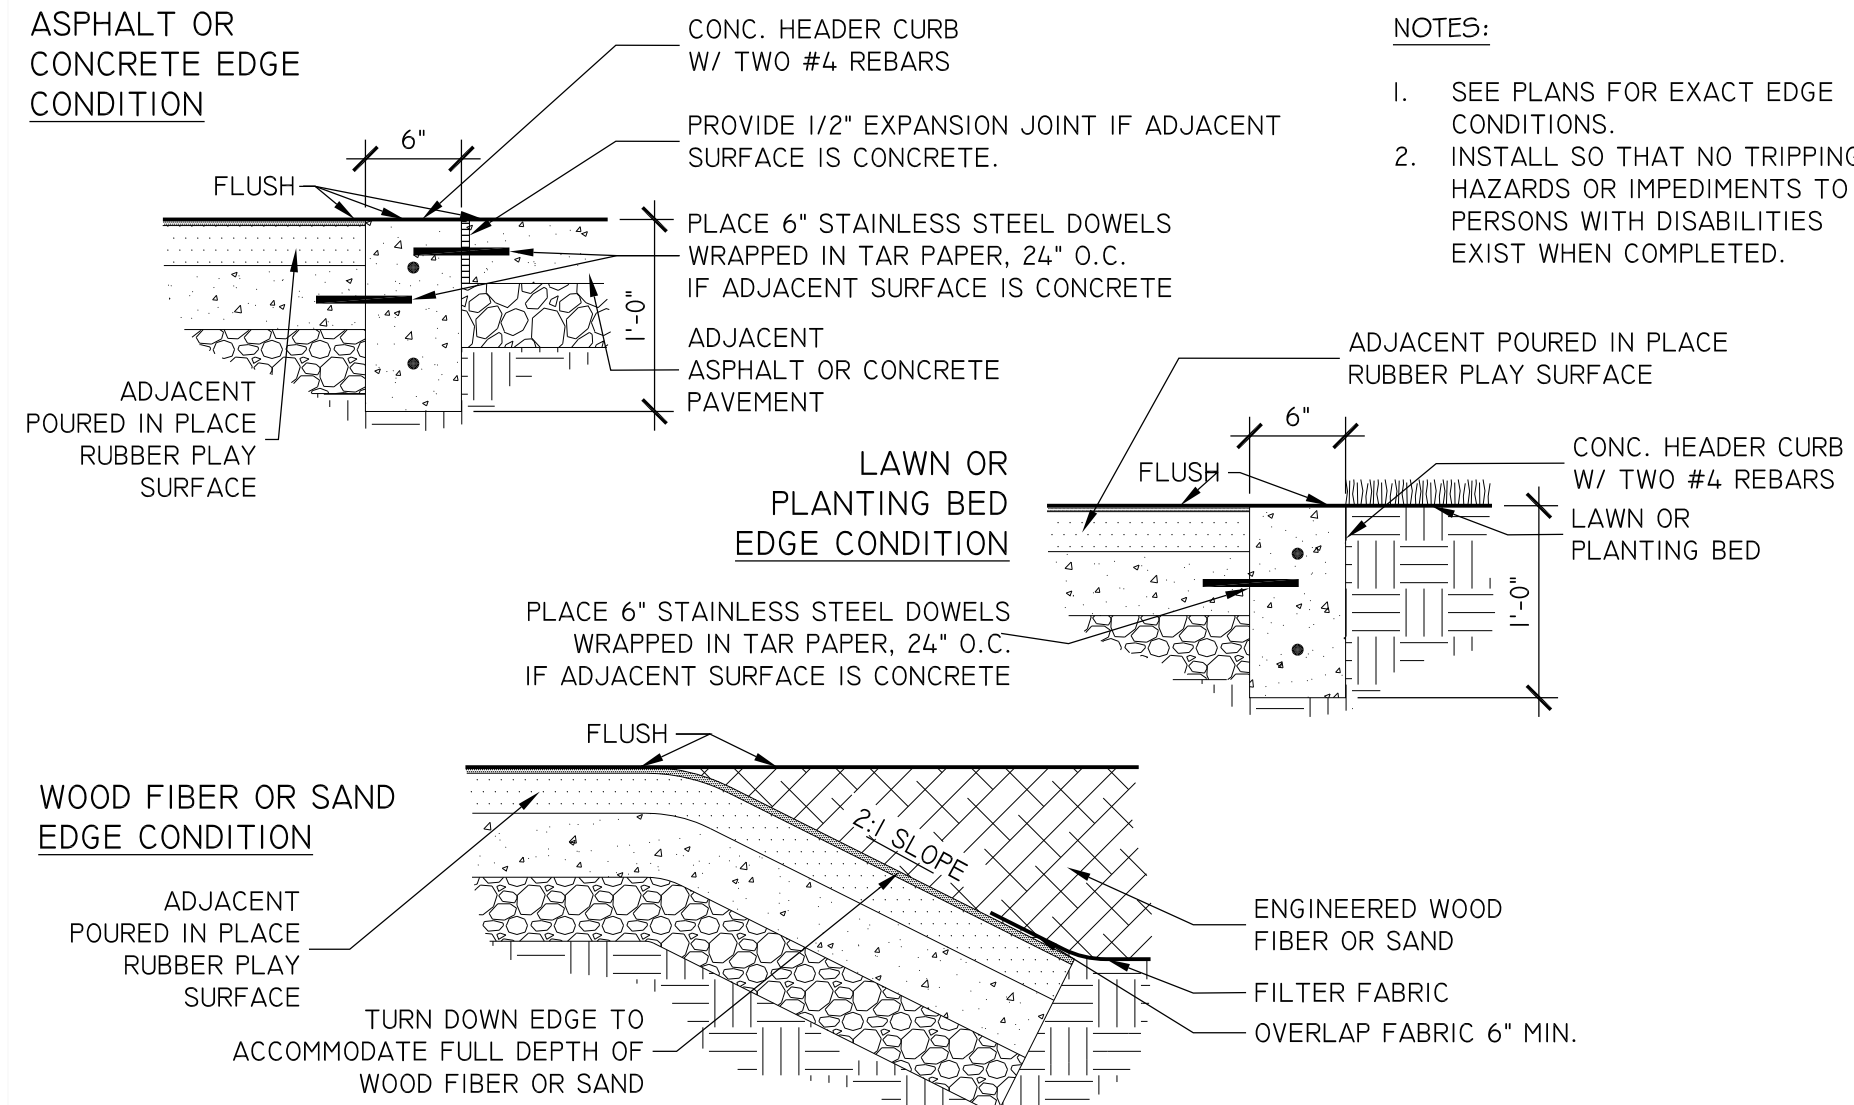 ASPHALT OR
CONCRETE EDGE
CONDITION
6"
FLUSH
CONC. HEADER CURB
W/ TWO #4 REBARS
PROVIDE 1/2" EXPANSION JOINT IF ADJACENT
SURFACE IS CONCRETE.
PLACE 6" STAINLESS STEEL DOWELS
WRAPPED IN TAR PAPER, 24" O.C.
IF ADJACENT SURFACE IS CONCRETE
1'-0"
ADJACENT
ASPHALT OR CONCRETE
PAVEMENT
ADJACENT
POURED IN PLACE
RUBBER PLAY
SURFACE
NOTES:
1. SEE PLANS FOR EXACT EDGE
CONDITIONS.
2. INSTALL SO THAT NO TRIPPING
HAZARDS OR IMPEDIMENTS TO
PERSONS WITH DISABILITIES
EXIST WHEN COMPLETED.
LAWN OR
PLANTING BED
EDGE CONDITION
ADJACENT POURED IN PLACE
RUBBER PLAY SURFACE
6"
FLUSH
CONC. HEADER CURB
W/ TWO #4 REBARS
LAWN OR
PLANTING BED
1'-0"
PLACE 6" STAINLESS STEEL DOWELS
WRAPPED IN TAR PAPER, 24" O.C.
IF ADJACENT SURFACE IS CONCRETE
WOOD FIBER OR SAND
EDGE CONDITION
FLUSH
2:1 SLOPE
ADJACENT
POURED IN PLACE
RUBBER PLAY
SURFACE
TURN DOWN EDGE TO
ACCOMMODATE FULL DEPTH OF
WOOD FIBER OR SAND
ENGINEERED WOOD
FIBER OR SAND
FILTER FABRIC
OVERLAP FABRIC 6" MIN.